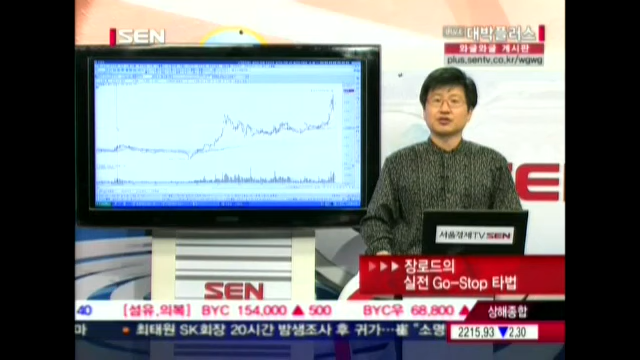 SEN
대박플러스
와글와글 게시판
plus.sentv.co.kr/wgwg
SEN
서울경제TV SEN
SEN
▶▶▶ 장로드의
실전 Go-Stop 타법
40 [섬유,의복] BYC 154,000 ▲ 500 BYC우 68,800 ▲ 상해종합
마 • 최태원 SK회장 20시간 밤샘조사 후 귀가…崔 "소명 2215.93 ▼ 2.30